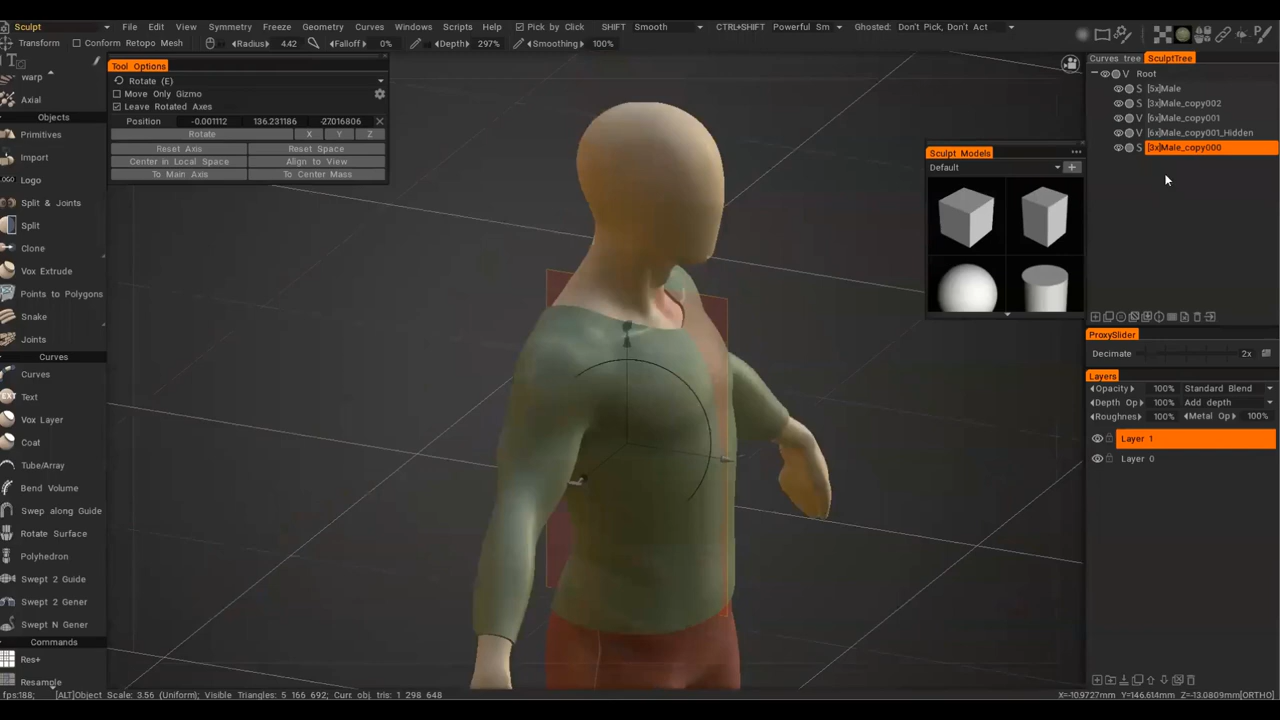 Sculpt File Edit View Symmetry Freeze Geometry Curves Windows Scripts Help Pick by Click SHIFT Smooth CTRL+SHIFT Powerful Sm Ghosted: Don't Pick, Don't Act
Transform Conform Retopo Mesh Radius 4.42 Falloff 0% Depth 297% Smoothing 100%
Warp
Axial
Objects
Primitives
Import
LOGO Logo
Split & Joints
Split
Clone
Vox Extrude
Points to Polygons
Snake
Joints
Curves
Curves
TEXT Text
Vox Layer
Coat
Tube/Array
Bend Volume
Swep along Guide
Rotate Surface
Polyhedron
Swept 2 Guide
Swept 2 Gener
Swept N Gener
Commands
Res+
Resample
Tool Options
Rotate (E)
Move Only Gizmo
Leave Rotated Axes
Position -0.001112 136.231186 -27016806
Rotate X Y Z
Reset Axis Reset Space
Center in Local Space Align to View
To Main Axis To Center Mass
Sculpt Models
Default
Curves tree SculptTree
V Root
S [5x]Male
S [3x]Male_copy002
V [6x]Male_copy001
V [6x]Male_copy001_Hidden
S [3x]Male_copy000
ProxySlider
Decimate 2x
Layers
Opacity 100% Standard Blend
Depth Op 100% Add depth
Roughness 100% Metal Op 100%
Layer 1
Layer 0
fps:188; [ALT]Object Scale: 3.56 (Uniform); Visible Triangles: 5 166 692; Curr. obj. tris: 1 298 648 X=-10.9727mm Y=146.614mm Z=-13.0809mm[ORTHO]